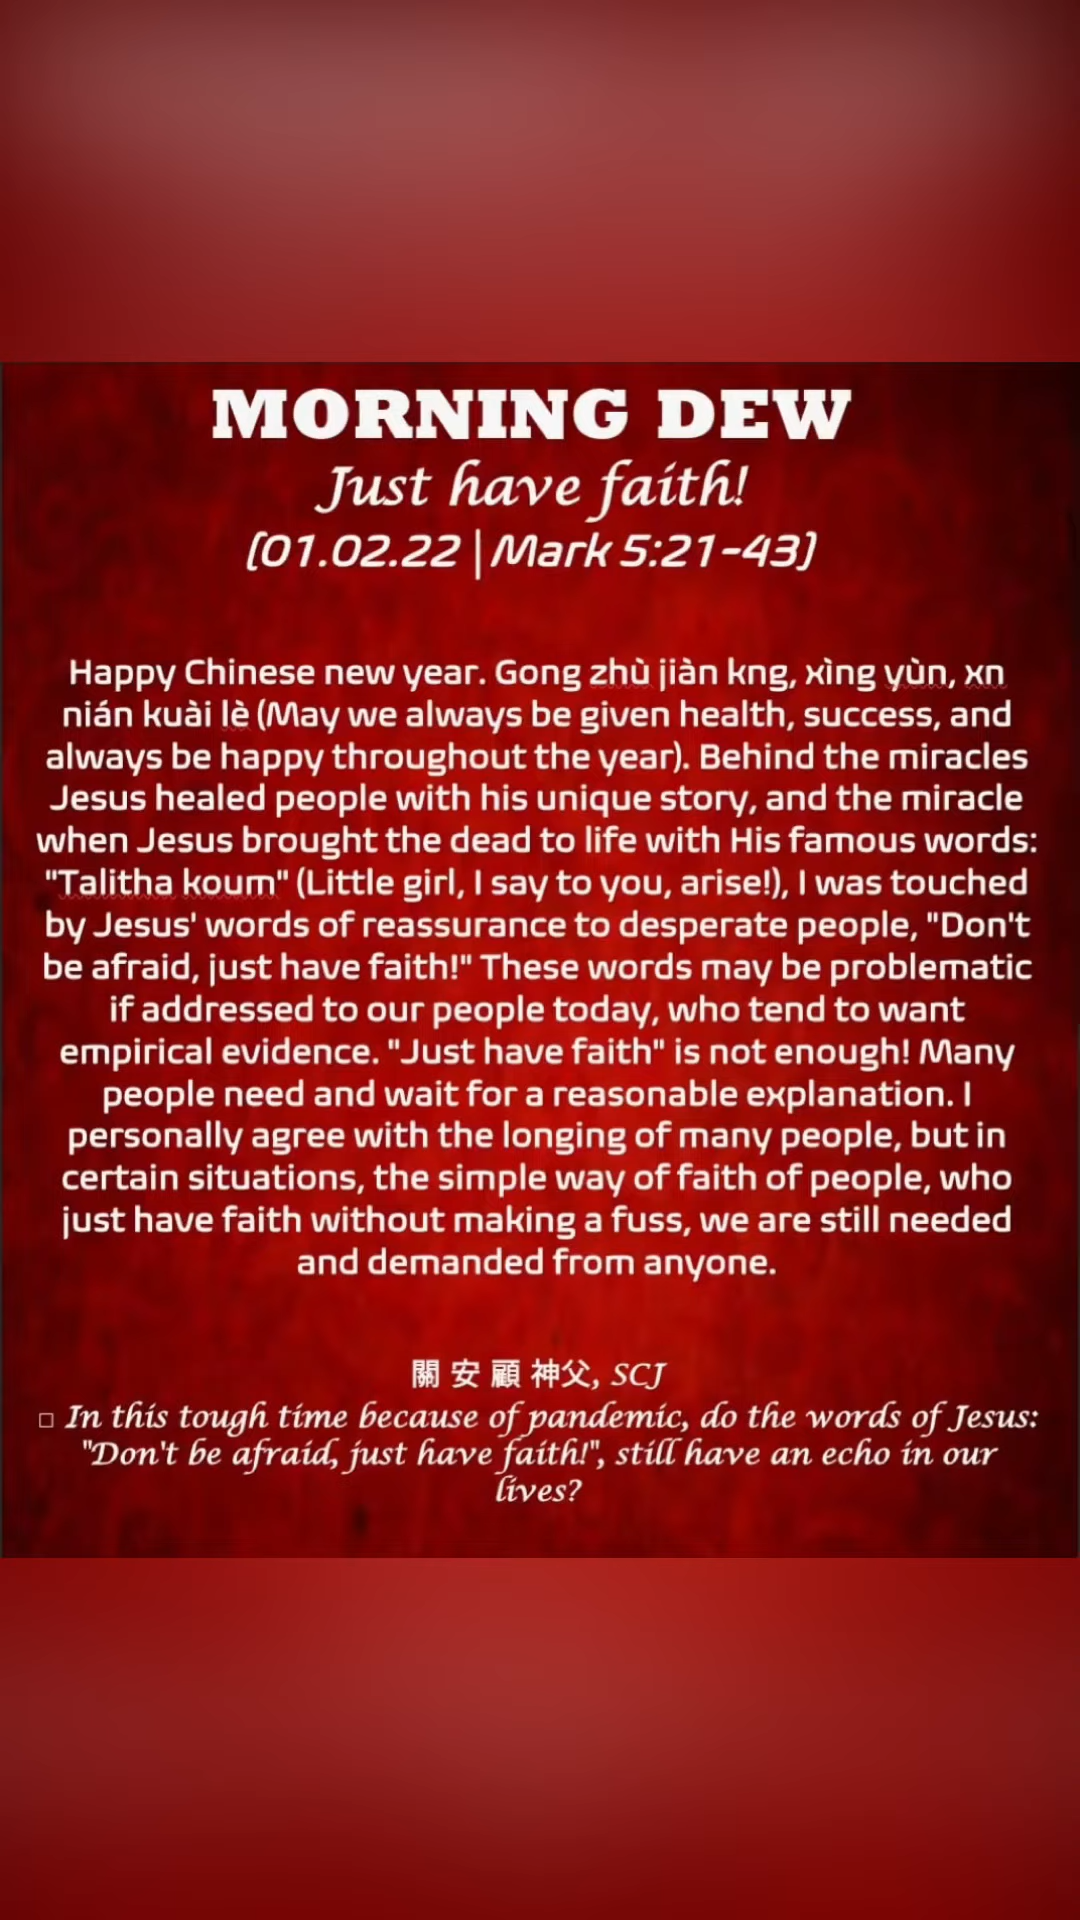 MORNING DEW
Just have faith!
(01.02.22 | Mark 5:21-43)
Happy Chinese new year. Gong zhù jiàn kng, xìng yùn, xn
nián kuài lè (May we always be given health, success, and
always be happy throughout the year). Behind the miracles
Jesus healed people with his unique story, and the miracle
when Jesus brought the dead to life with His famous words:
"Talitha koum" (Little girl, I say to you, arise!), I was touched
by Jesus' words of reassurance to desperate people, "Don't
be afraid, just have faith!" These words may be problematic
if addressed to our people today, who tend to want
empirical evidence. "Just have faith" is not enough! Many
people need and wait for a reasonable explanation. I
personally agree with the longing of many people, but in
certain situations, the simple way of faith of people, who
just have faith without making a fuss, we are still needed
and demanded from anyone.
關 安 顧 神父, SCJ
□ In this tough time because of pandemic, do the words of Jesus:
"Don't be afraid, just have faith!", still have an echo in our
lives?